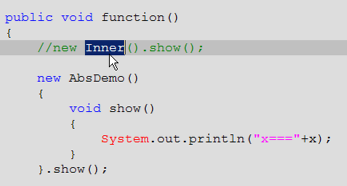 public void function()
{
//new Inner().show();
new AbsDemo()
{
void show()
{
System.out.println("x==="+x);
}
}.show();